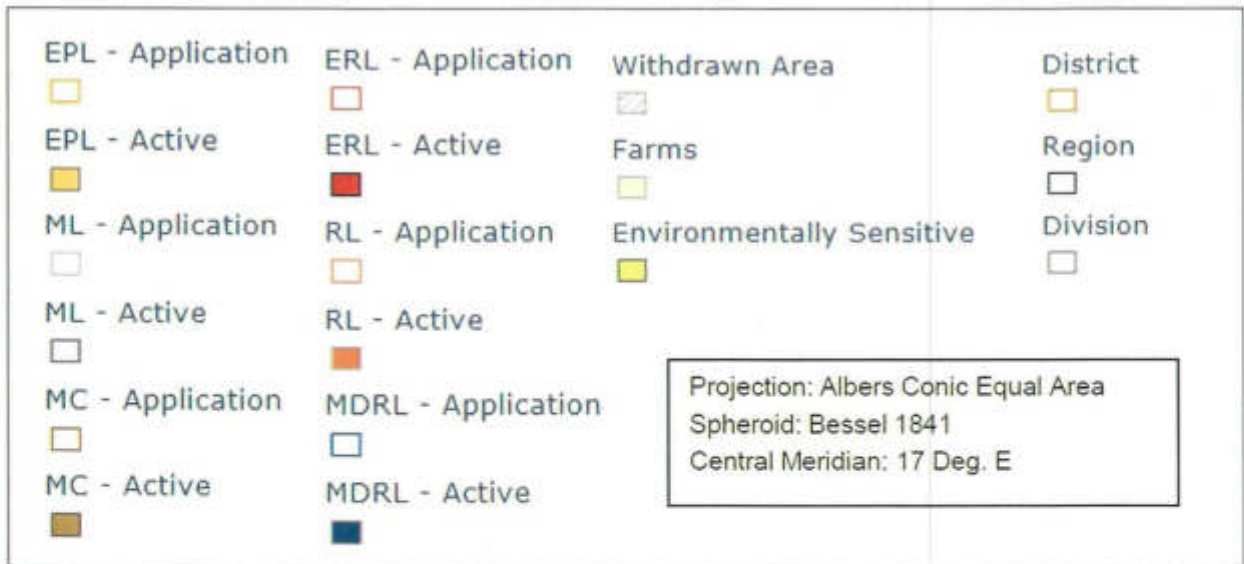 EPL - Application
EPL - Active
ML - Application
ML - Active
MC - Application
MC - Active
ERL - Application
ERL - Active
RL - Application
RL - Active
MDRL - Application
MDRL - Active
Withdrawn Area
Farms
Environmentally Sensitive
District
Region
Division
Projection: Albers Conic Equal Area
Spheroid: Bessel 1841
Central Meridian: 17 Deg. E